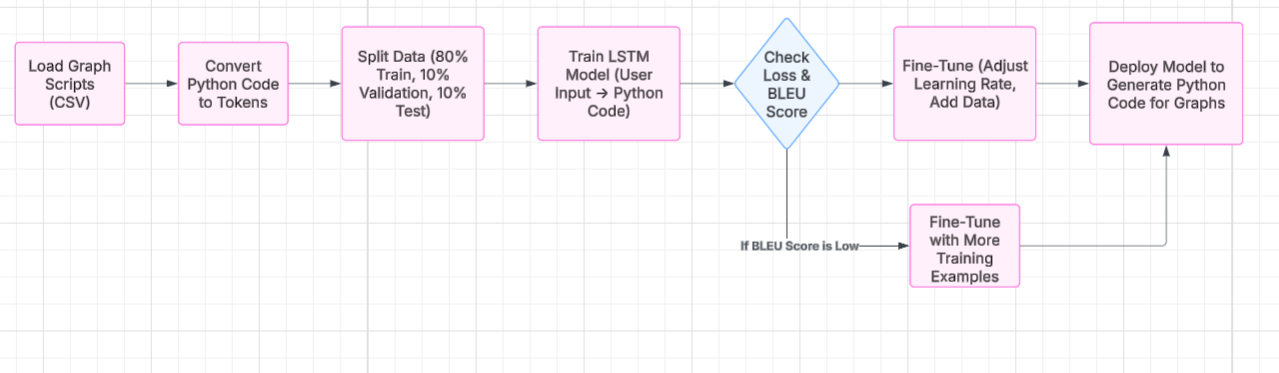 Load Graph
Scripts
(CSV)
Convert
Python Code
to Tokens
Split Data (80%
Train, 10%
Validation, 10%
Test)
Train LSTM
Model (User
Input → Python
Code)
Check
Loss &
BLEU
Score
Fine-Tune (Adjust
Learning Rate,
Add Data)
Deploy Model to
Generate Python
Code for Graphs
If BLEU Score is Low
Fine-Tune
with More
Training
Examples